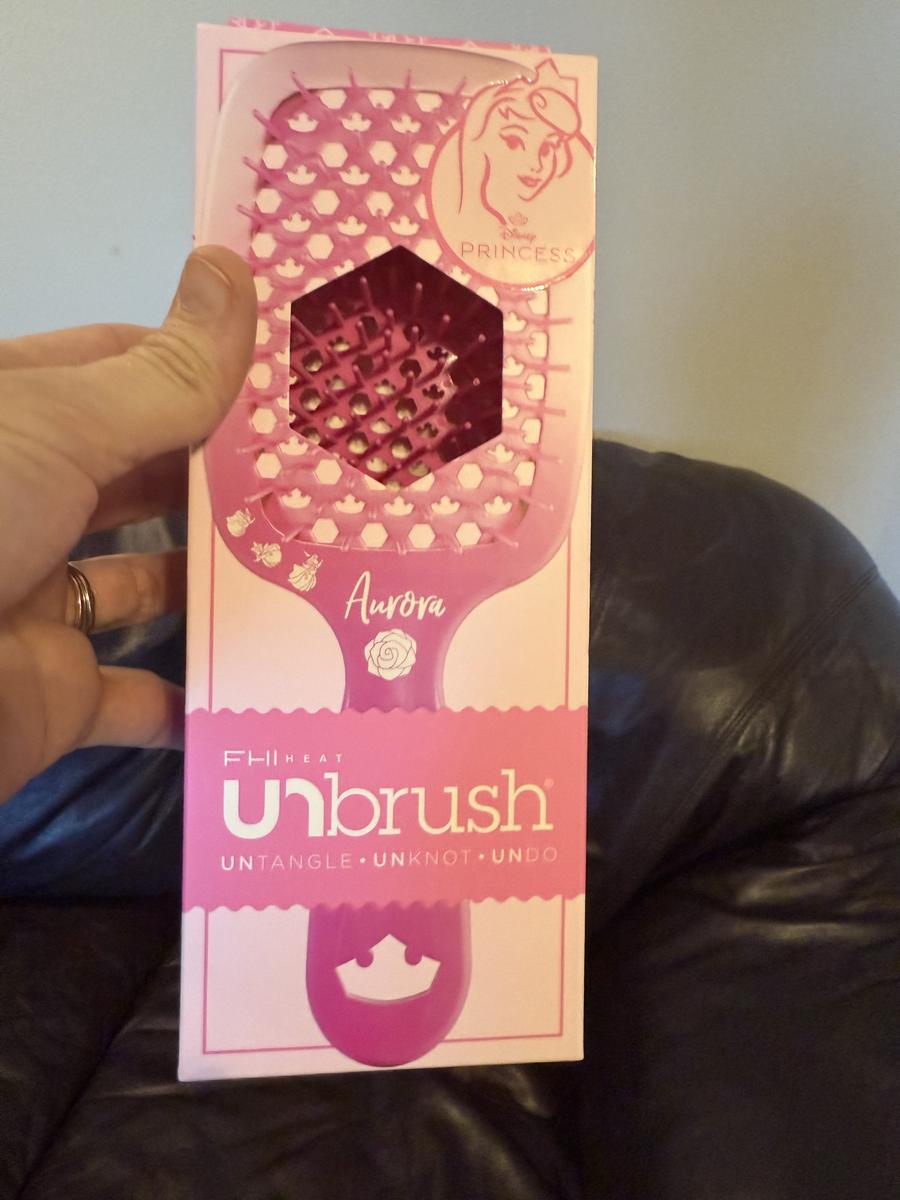 Disney
PRINCESS
Aurora
FHI HEAT
unbrush®
UNTANGLE • UNKNOT • UNDO